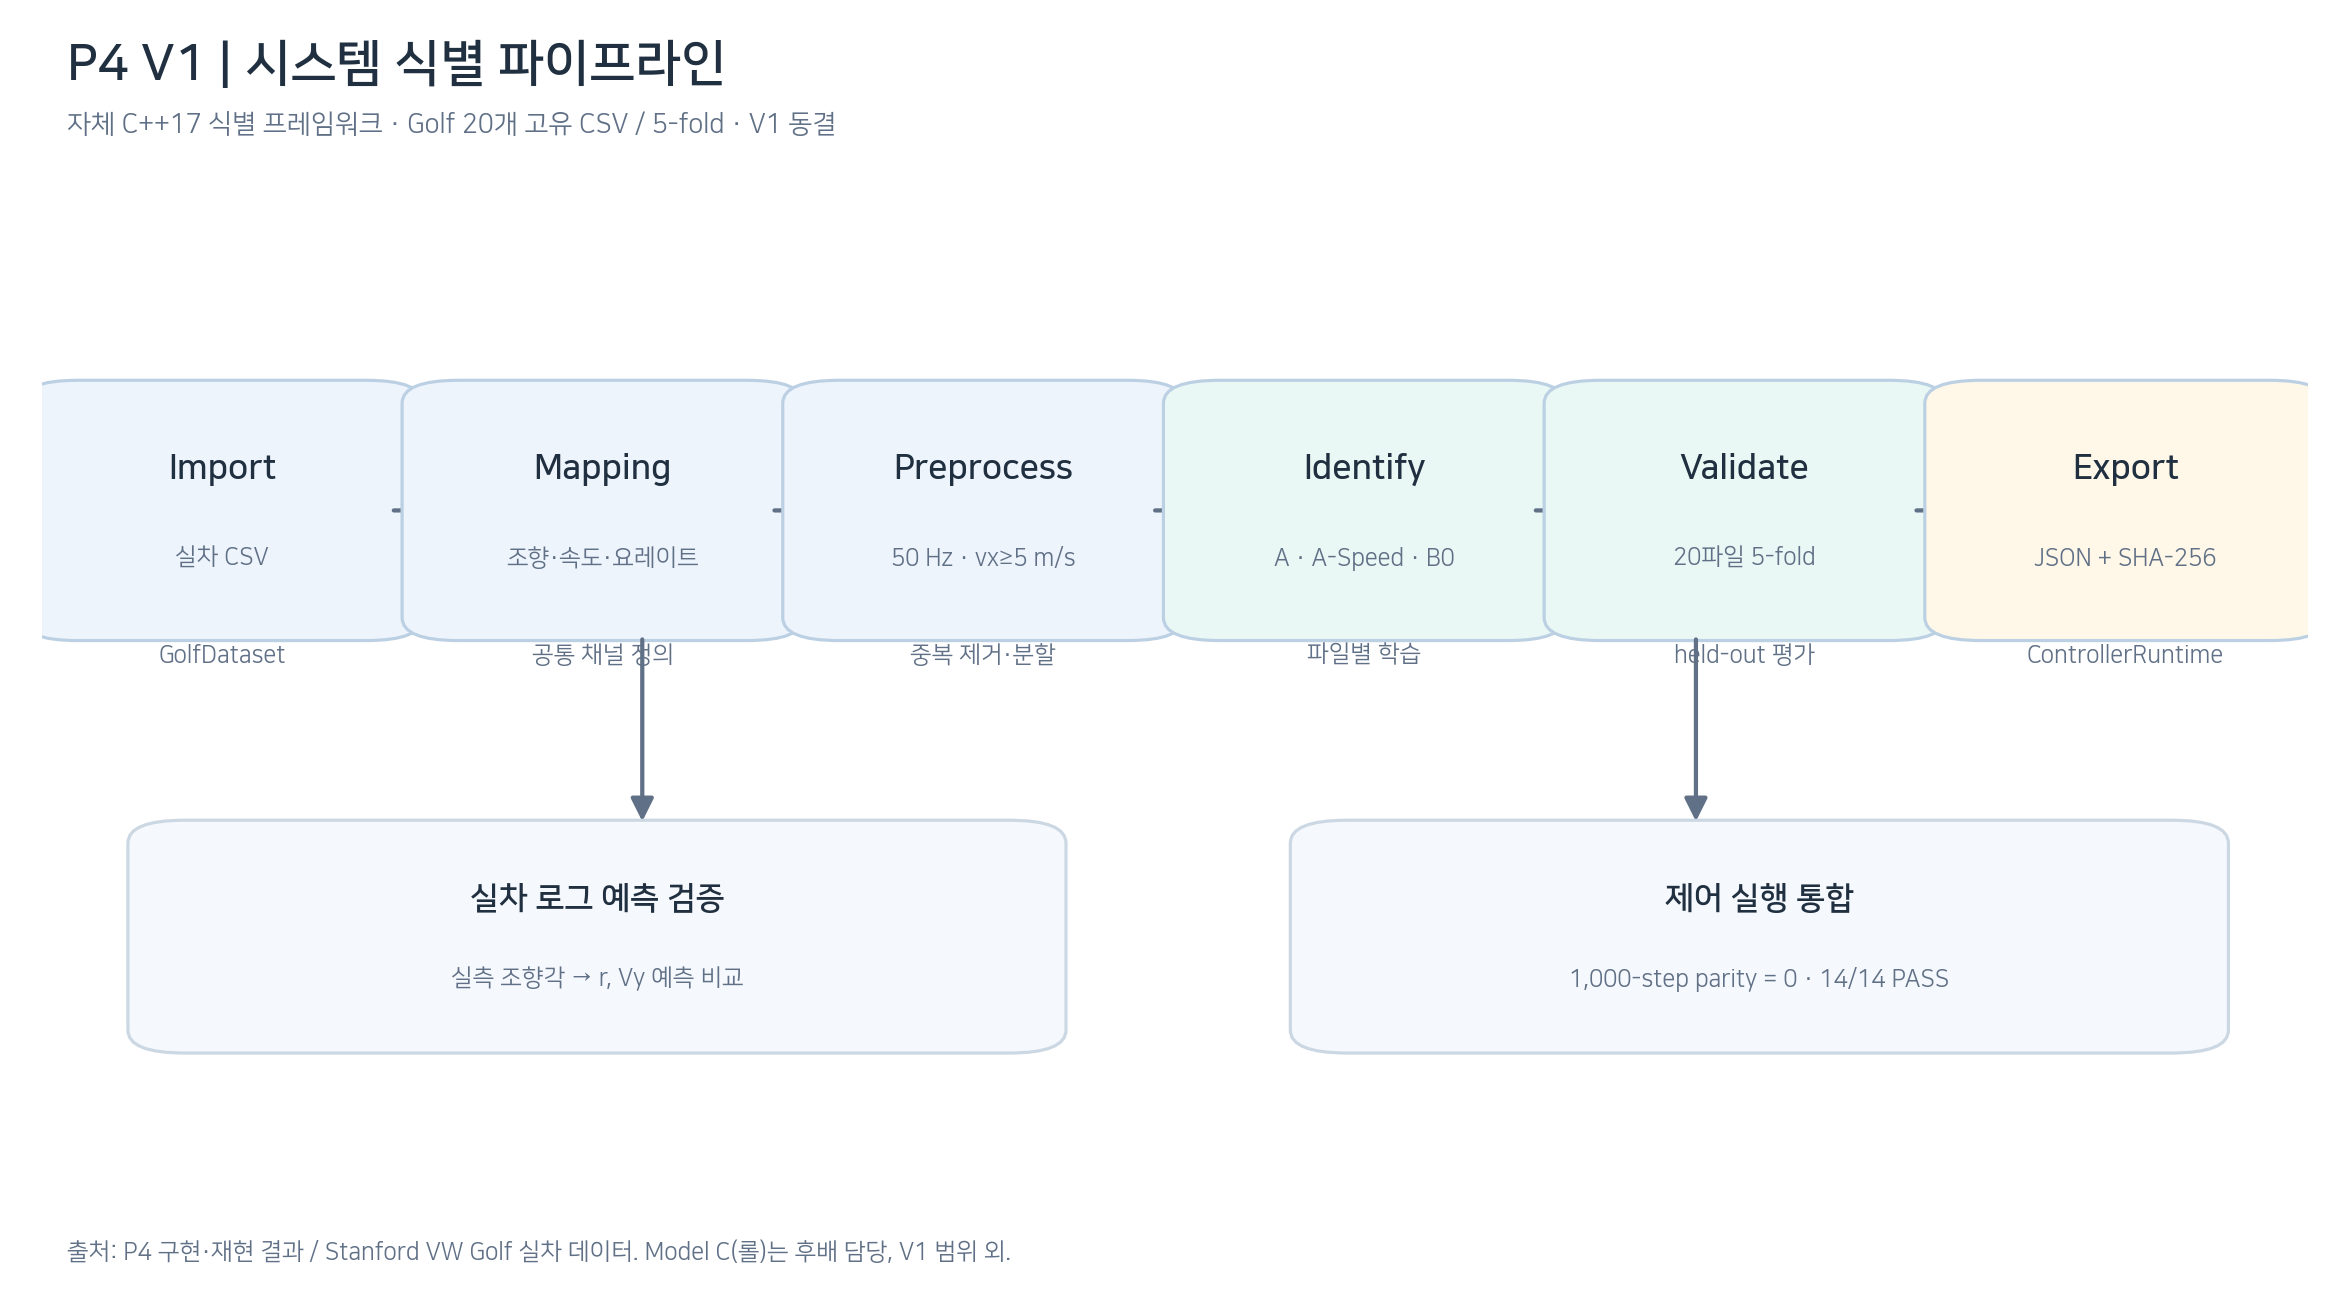 P4 V1 | 시스템 식별 파이프라인
자체 C++17 식별 프레임워크 · Golf 20개 고유 CSV / 5-fold · V1 동결
Import
실차 CSV
GolfDataset
Mapping
조향·속도·요레이트
공통 채널 정의
Preprocess
50 Hz · vx≥5 m/s
중복 제거·분할
Identify
A · A-Speed · B0
파일별 학습
Validate
20파일 5-fold
held-out 평가
Export
JSON + SHA-256
ControllerRuntime
실차 로그 예측 검증
실측 조향각 → r, Vy 예측 비교
제어 실행 통합
1,000-step parity = 0 · 14/14 PASS
출처: P4 구현·재현 결과 / Stanford VW Golf 실차 데이터. Model C(롤)는 후배 담당, V1 범위 외.